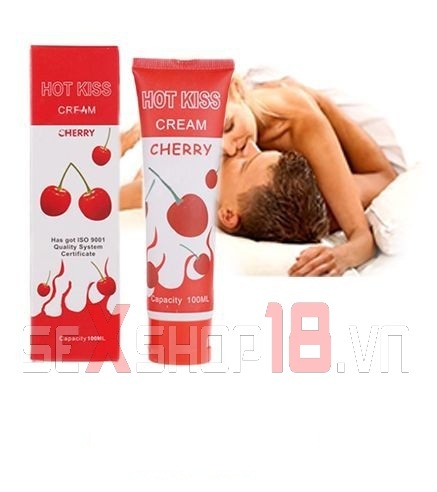 HOT KISS
CREAM
CHERRY
Has got ISO 9001
Quality System
Certificate
Capacity 100ML
HOT KISS
CREAM
CHERRY
Capacity 100ML
seXshop18.vn